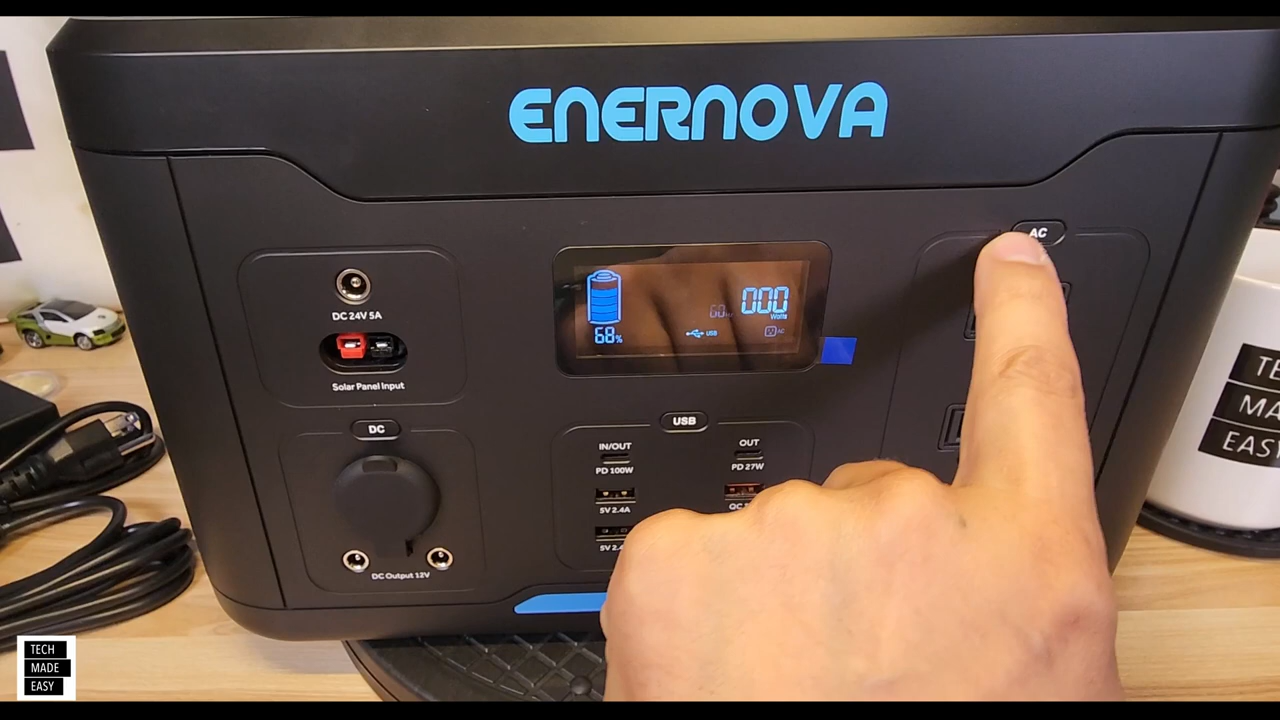 ENERNOVA
AC
DC 24V 5A
Solar Panel Input
68%
60Hz
000
Watts
USB
AC
DC
DC Output 12V
USB
IN/OUT
PD 100W
5V 2.4A
OUT
PD 27W
TECH
MADE
EASY